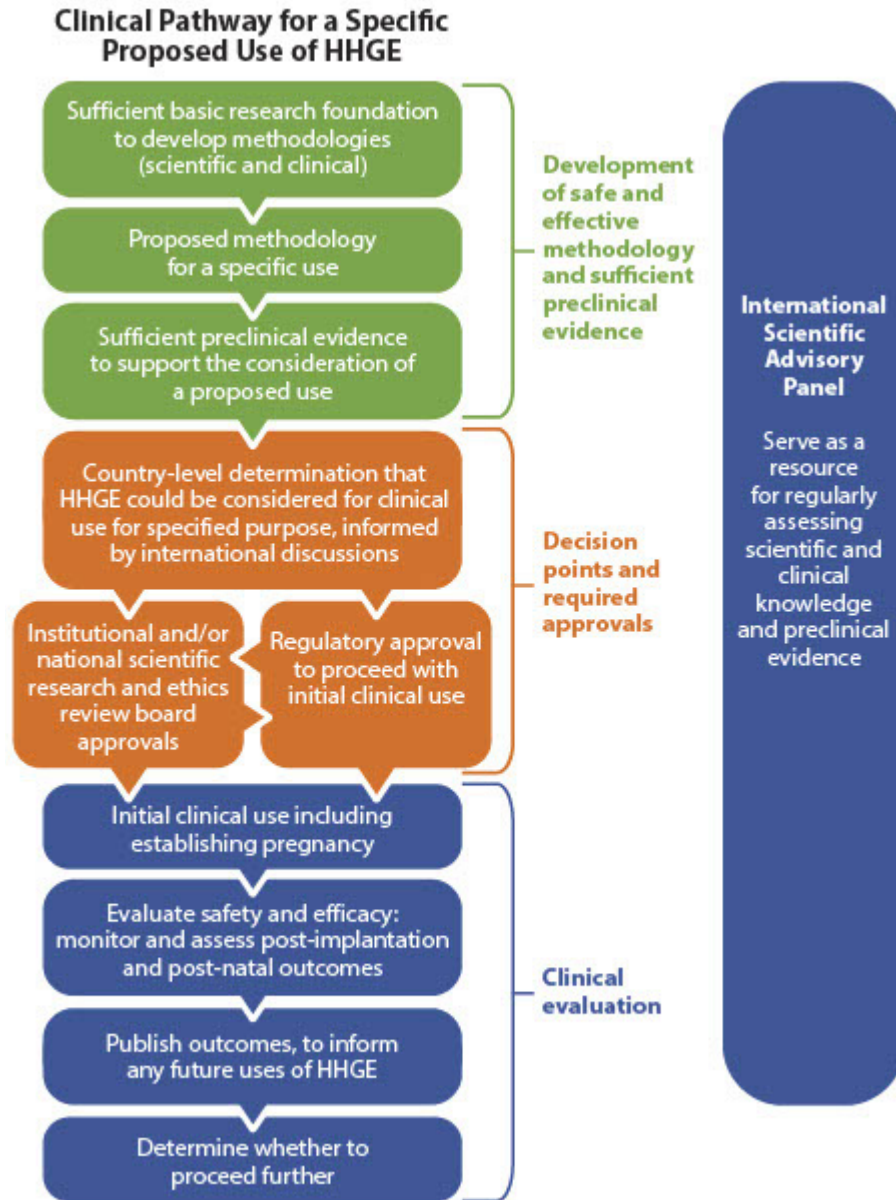 Clinical Pathway for a Specific
Proposed Use of HHGE
Sufficient basic research foundation
to develop methodologies
(scientific and clinical)
Proposed methodology
for a specific use
Sufficient preclinical evidence
to support the consideration of
a proposed use
Development
of safe and
effective
methodology
and sufficient
preclinical
evidence
Country-level determination that
HHGE could be considered for clinical
use for specified purpose, informed
by international discussions
Institutional and/or
national scientific
research and ethics
review board
approvals
Regulatory approval
to proceed with
initial clinical use
Decision
points and
required
approvals
Initial clinical use including
establishing pregnancy
Evaluate safety and efficacy:
monitor and assess post-implantation
and post-natal outcomes
Publish outcomes, to inform
any future uses of HHGE
Determine whether to
proceed further
Clinical
evaluation
International
Scientific
Advisory
Panel
Serve as a
resource
for regularly
assessing
scientific and
clinical
knowledge
and preclinical
evidence